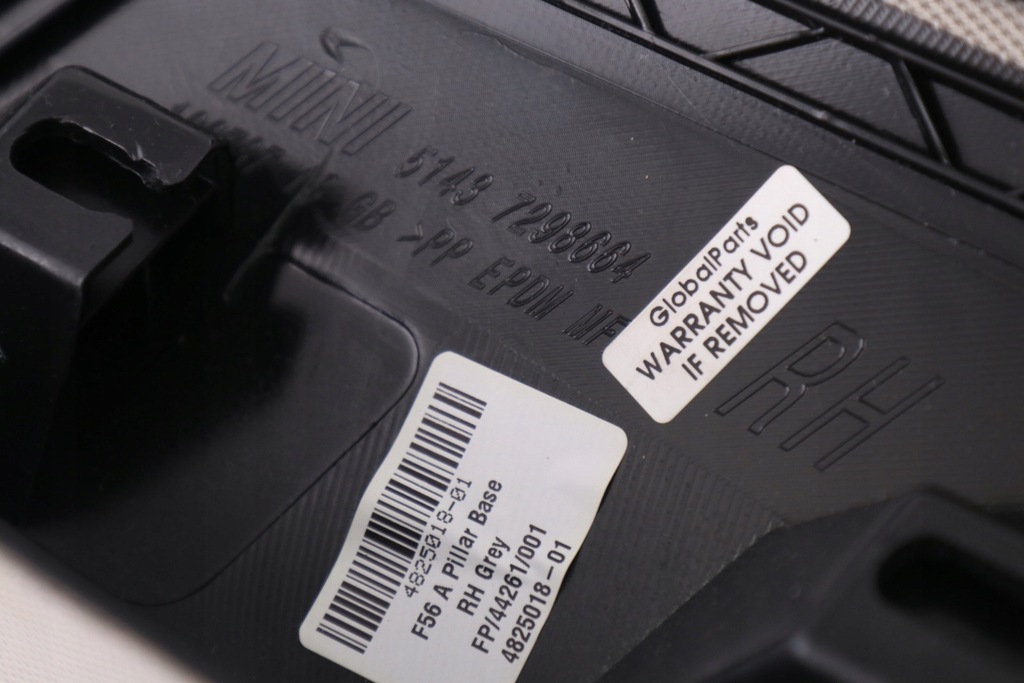 MINI
5143 7298664
GB >PP EPDM MF
GlobalParts
WARRANTY VOID
IF REMOVED
RH
4825018-01
F56 A Pillar Base
RH Grey
FP/44261/001
4825018-01